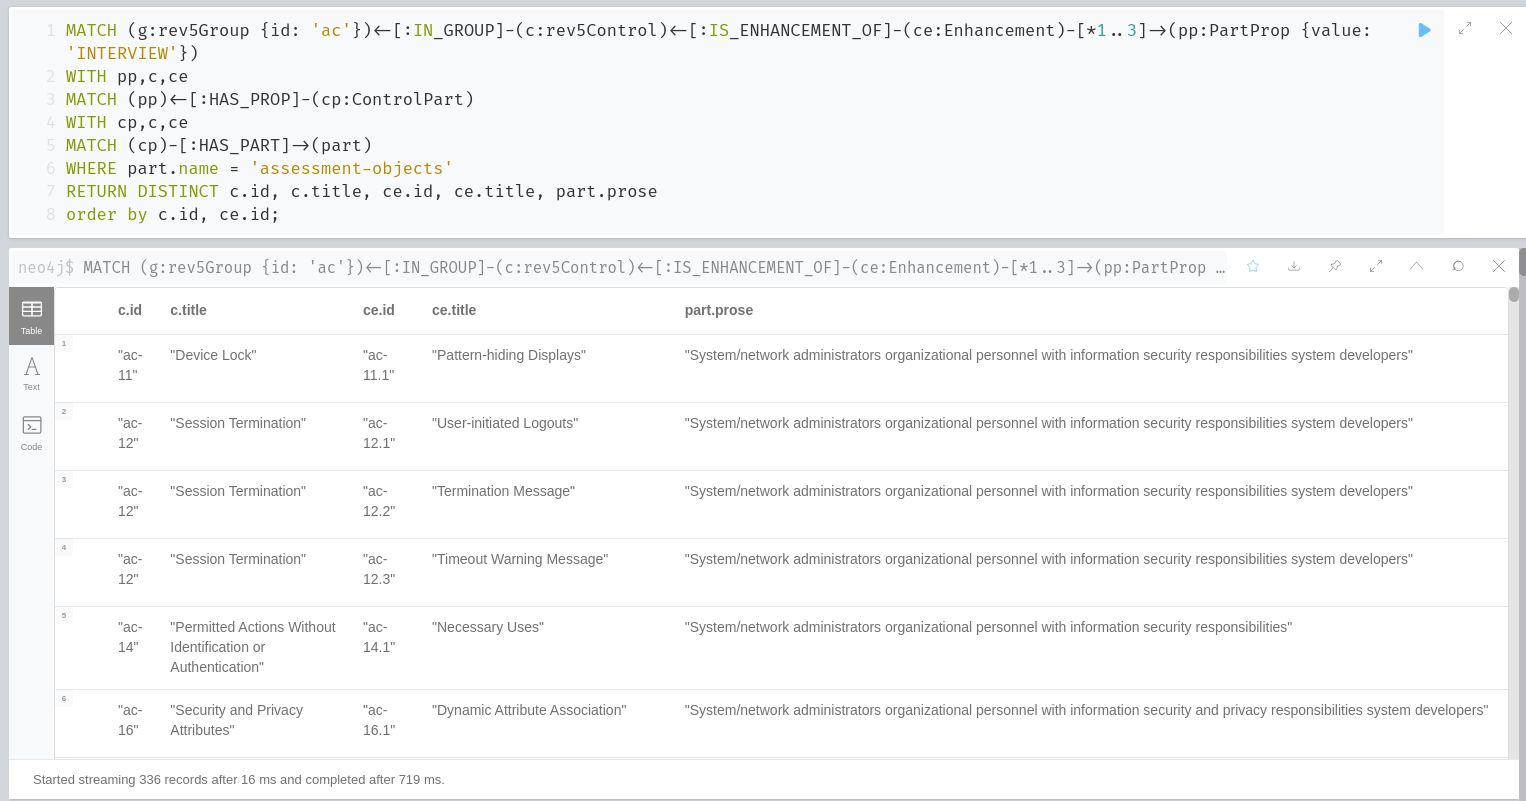 1 MATCH (g:rev5Group {id: 'ac'})<-[:IN_GROUP]-(c:rev5Control)<-[:IS_ENHANCEMENT_OF]-(ce:Enhancement)-[*1..3]->(pp:PartProp {value:
'INTERVIEW'})
2 WITH pp,c,ce
3 MATCH (pp)<-[:HAS_PROP]-(cp:ControlPart)
4 WITH cp,c,ce
5 MATCH (cp)-[:HAS_PART]->(part)
6 WHERE part.name = 'assessment-objects'
7 RETURN DISTINCT c.id, c.title, ce.id, ce.title, part.prose
8 order by c.id, ce.id;
neo4j$ MATCH (g:rev5Group {id: 'ac'})<-[:IN_GROUP]-(c:rev5Control)<-[:IS_ENHANCEMENT_OF]-(ce:Enhancement)-[*1..3]->(pp:PartProp …
Table
Text
Code
c.id c.title ce.id ce.title part.prose
1
"ac- "Device Lock" "ac- "Pattern-hiding Displays" "System/network administrators organizational personnel with information security responsibilities system developers"
11" 11.1"
2
"ac- "Session Termination" "ac- "User-initiated Logouts" "System/network administrators organizational personnel with information security responsibilities system developers"
12" 12.1"
3
"ac- "Session Termination" "ac- "Termination Message" "System/network administrators organizational personnel with information security responsibilities system developers"
12" 12.2"
4
"ac- "Session Termination" "ac- "Timeout Warning Message" "System/network administrators organizational personnel with information security responsibilities system developers"
12" 12.3"
5
"ac- "Permitted Actions Without "ac- "Necessary Uses" "System/network administrators organizational personnel with information security responsibilities"
14" Identification or 14.1"
Authentication"
6
"ac- "Security and Privacy "ac- "Dynamic Attribute Association" "System/network administrators organizational personnel with information security and privacy responsibilities system developers"
16" Attributes" 16.1"
Started streaming 336 records after 16 ms and completed after 719 ms.